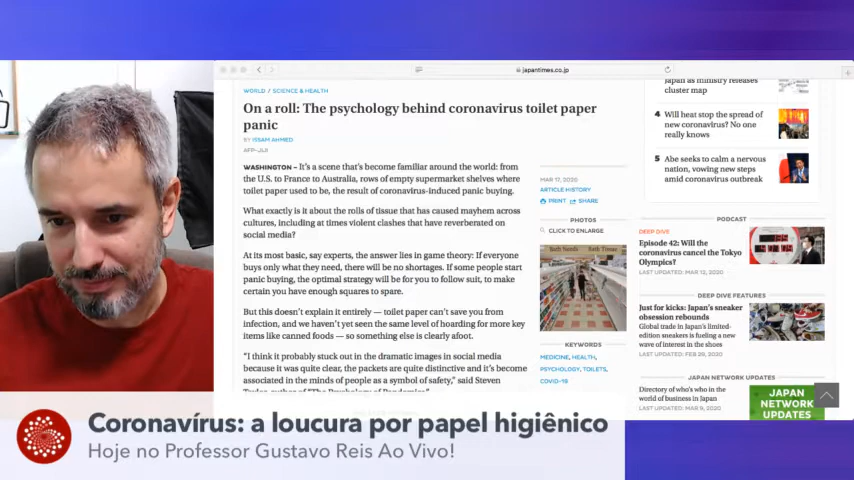 japantimes.co.jp
WORLD / SCIENCE & HEALTH
On a roll: The psychology behind coronavirus toilet paper
panic
BY ISSAM AHMED
AFP-JIJI
WASHINGTON – It's a scene that's become familiar around the world: from
the U.S. to France to Australia, rows of empty supermarket shelves where
toilet paper used to be, the result of coronavirus-induced panic buying.
What exactly is it about the rolls of tissue that has caused mayhem across
cultures, including at times violent clashes that have reverberated on
social media?
At its most basic, say experts, the answer lies in game theory: If everyone
buys only what they need, there will be no shortages. If some people start
panic buying, the optimal strategy will be for you to follow suit, to make
certain you have enough squares to spare.
But this doesn't explain it entirely — toilet paper can't save you from
infection, and we haven't yet seen the same level of hoarding for more key
items like canned foods — so something else is clearly afoot.
"I think it probably stuck out in the dramatic images in social media
because it was quite clear, the packets are quite distinctive and it's become
associated in the minds of people as a symbol of safety," said Steven
MAR 17, 2020
ARTICLE HISTORY
PRINT SHARE
PHOTOS
CLICK TO ENLARGE
KEYWORDS
MEDICINE, HEALTH,
PSYCHOLOGY, TOILETS,
COVID-19
Japan as ministry releases
cluster map
4 Will heat stop the spread of
new coronavirus? No one
really knows
5 Abe seeks to calm a nervous
nation, vowing new steps
amid coronavirus outbreak
PODCAST
DEEP DIVE
Episode 42: Will the
coronavirus cancel the Tokyo
Olympics?
LAST UPDATED: MAR 12, 2020
DEEP DIVE FEATURES
Just for kicks: Japan's sneaker
obsession rebounds
Global trade in Japan's limited-
edition sneakers is fueling a new
wave of interest in the shoes
LAST UPDATED: FEB 29, 2020
JAPAN NETWORK UPDATES
Directory of who's who in the
world of business in Japan
LAST UPDATED: MAR 9, 2020
JAPAN
NETWORK
UPDATES
Coronavírus: a loucura por papel higiênico
Hoje no Professor Gustavo Reis Ao Vivo!